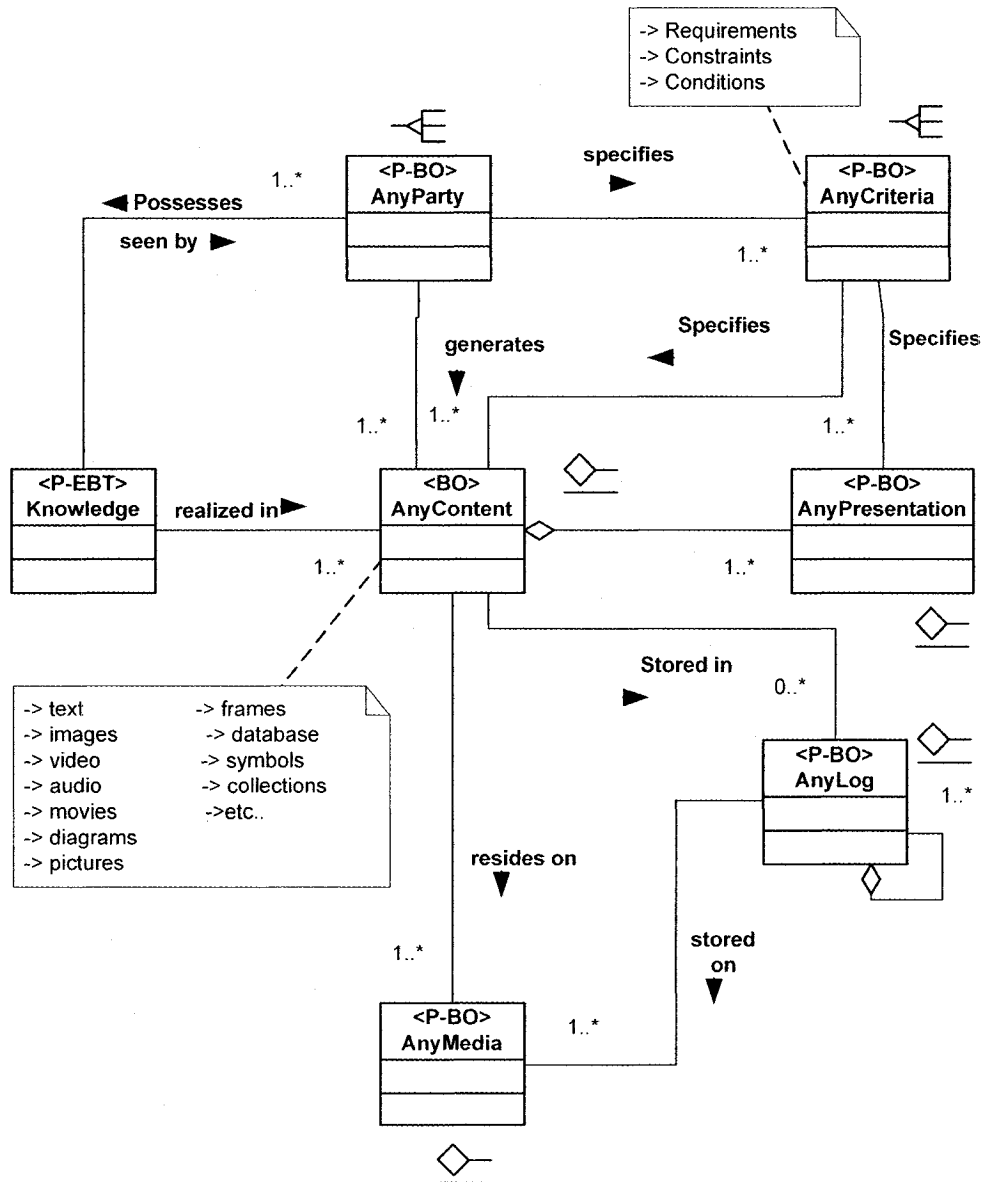 -> Requirements
-> Constraints
-> Conditions
<P-BO>
AnyParty
specifies
<P-BO>
AnyCriteria
1..*
Possesses
seen by
1..*
generates
Specifies
Specifies
1..*
1..*
1..*
<P-EBT>
Knowledge
realized in
<BO>
AnyContent
<P-BO>
AnyPresentation
1..*
1..*
Stored in
0..*
-> text
-> images
-> video
-> audio
-> movies
-> diagrams
-> pictures
-> frames
-> database
-> symbols
-> collections
->etc..
<P-BO>
AnyLog
1..*
resides on
stored
on
1..*
1..*
<P-BO>
AnyMedia